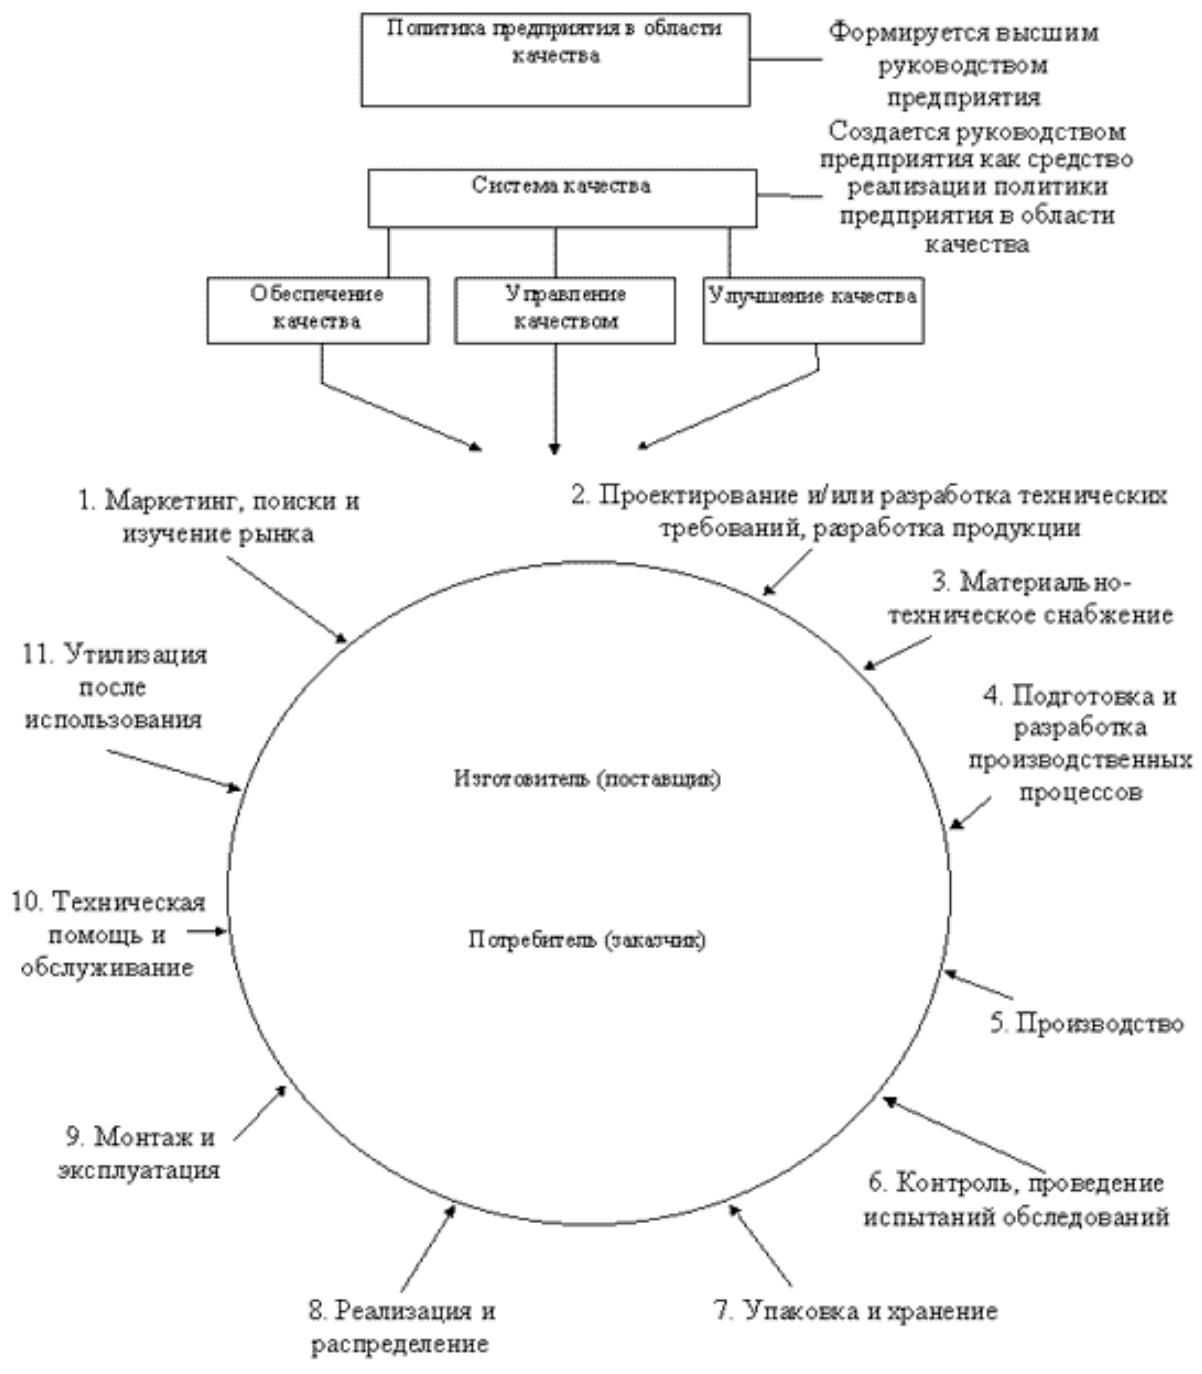 Политика предприятия в области
качества
Формируется высшим
руководством
предприятия
Создается руководством
предприятия как средство
реализации политики
предприятия в области
качества
Система качества
Обеспечение
качества
Управление
качеством
Улучшение качества
1. Маркетинг, поиски и
изучение рынка
2. Проектирование и/или разработка технических
требований, разработка продукции
3. Материально-
техническое снабжение
4. Подготовка и
разработка
производственных
процессов
5. Производство
6. Контроль, проведение
испытаний обследований
7. Упаковка и хранение
8. Реализация и
распределение
9. Монтаж и
эксплуатация
10. Техническая
помощь и
обслуживание
11. Утилизация
после
использования
Изготовитель (поставщик)
Потребитель (заказчик)